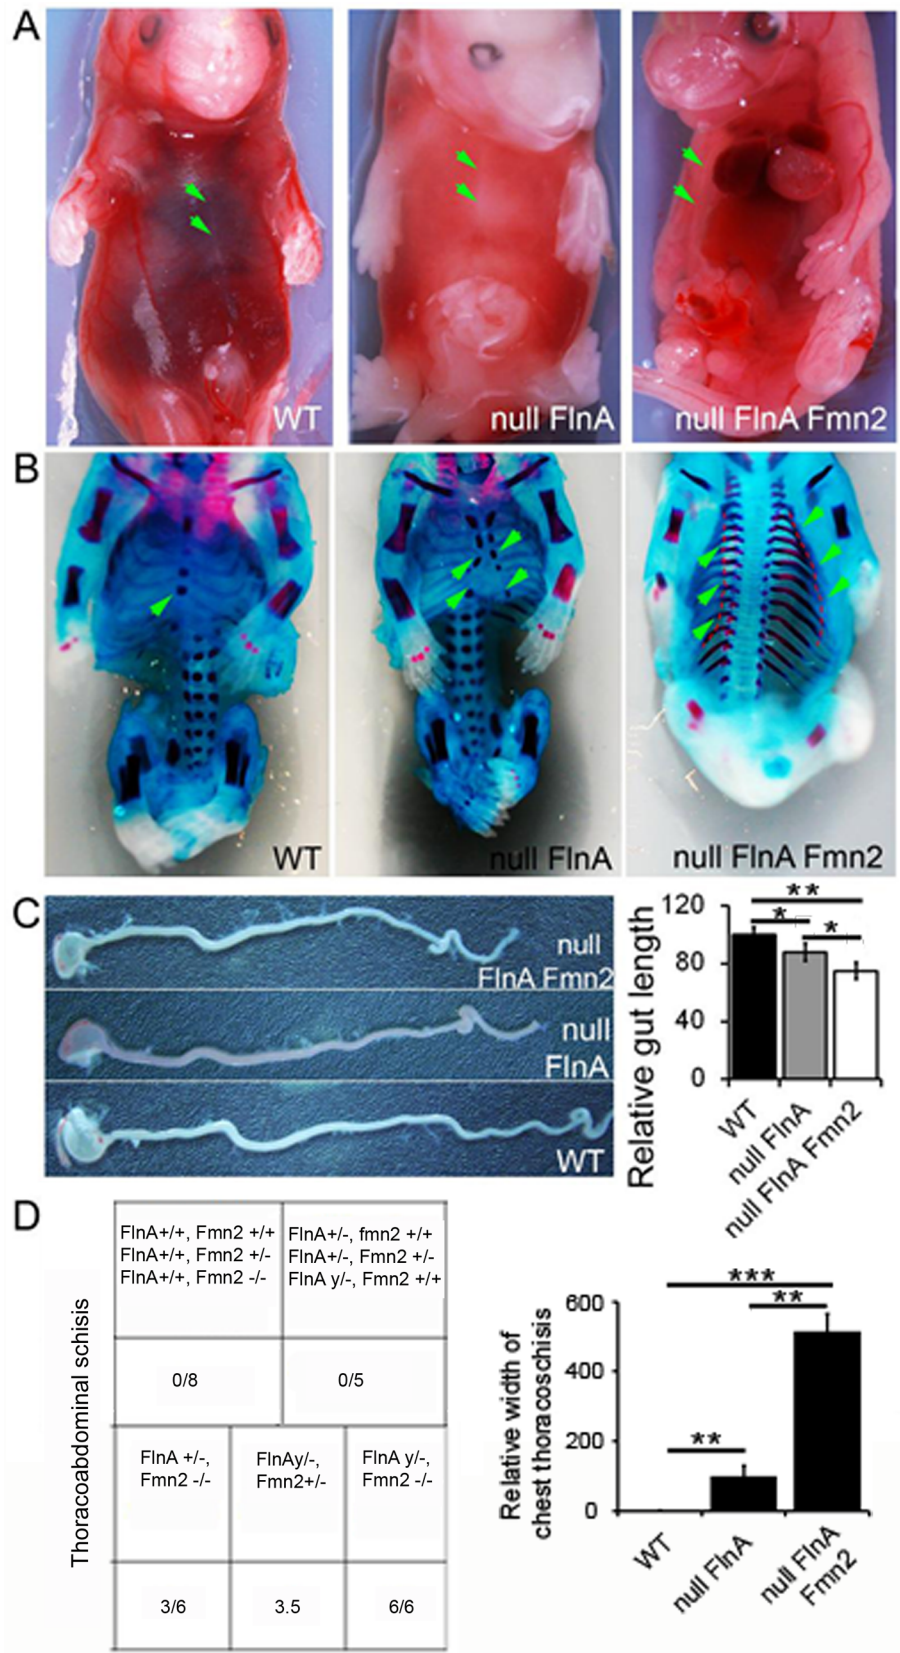 A
WT
null FlnA
null FlnA Fmn2
B
WT
null FlnA
null FlnA Fmn2
C
null
FlnA Fmn2
null
FlnA
WT
Relative gut length
120
80
40
0
**
*
*
WT
null FlnA
null FlnA Fmn2
D
Thoracoabdominal schisis
FlnA+/+, Fmn2 +/+
FlnA+/+, Fmn2 +/-
FlnA+/+, Fmn2 -/-
FlnA+/-, fmn2 +/+
FlnA+/-, Fmn2 +/-
FlnA y/-, Fmn2 +/+
0/8
0/5
FlnA +/-,
Fmn2 -/-
FlnAy/-,
Fmn2+/-
FlnA y/-,
Fmn2 -/-
3/6
3.5
6/6
Relative width of
chest thoracoschisis
600
400
200
0
***
**
**
WT
null FlnA
null FlnA
Fmn2